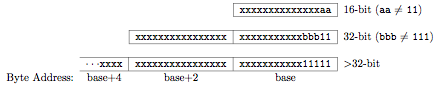 xxxxxxxxxxxxxxaa 16-bit (aa ≠ 11)
xxxxxxxxxxxxxxxx xxxxxxxxxxxbbb11 32-bit (bbb ≠ 111)
···xxxx xxxxxxxxxxxxxxxx xxxxxxxxxxx11111 >32-bit
Byte Address: base+4 base+2 base